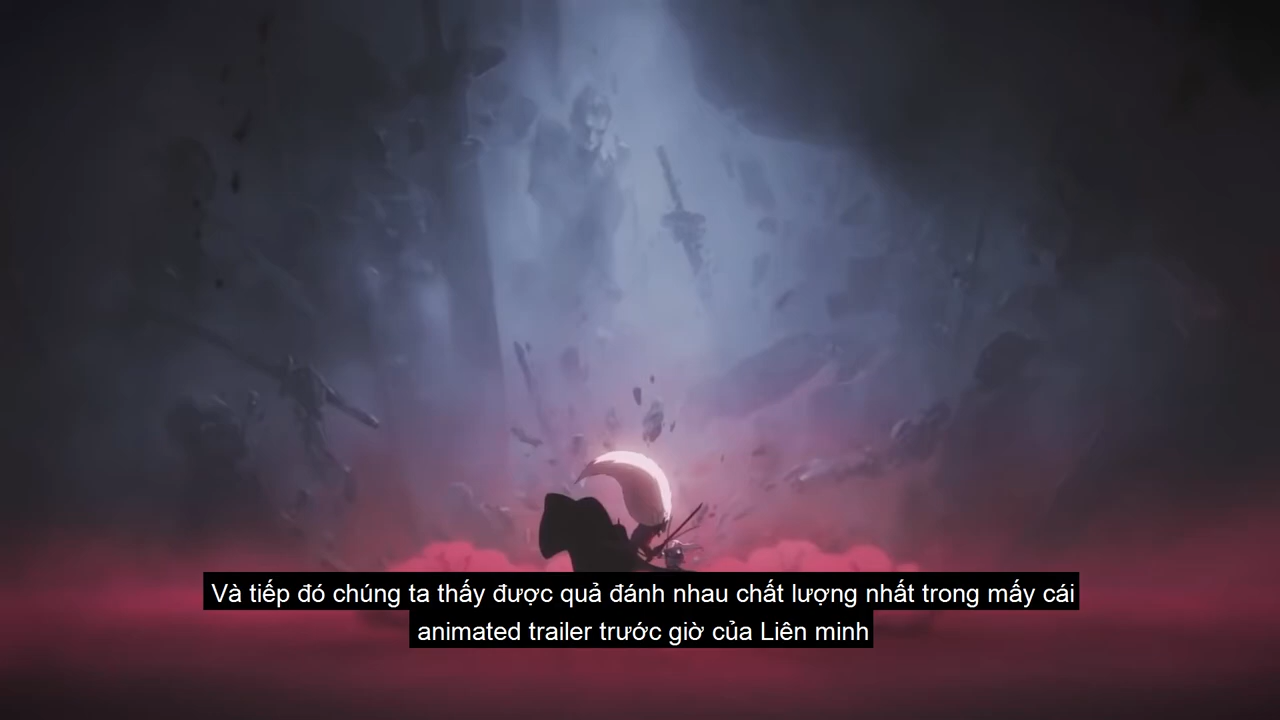 Và tiếp đó chúng ta thấy được quả đánh nhau chất lượng nhất trong mấy cái
animated trailer trước giờ của Liên minh